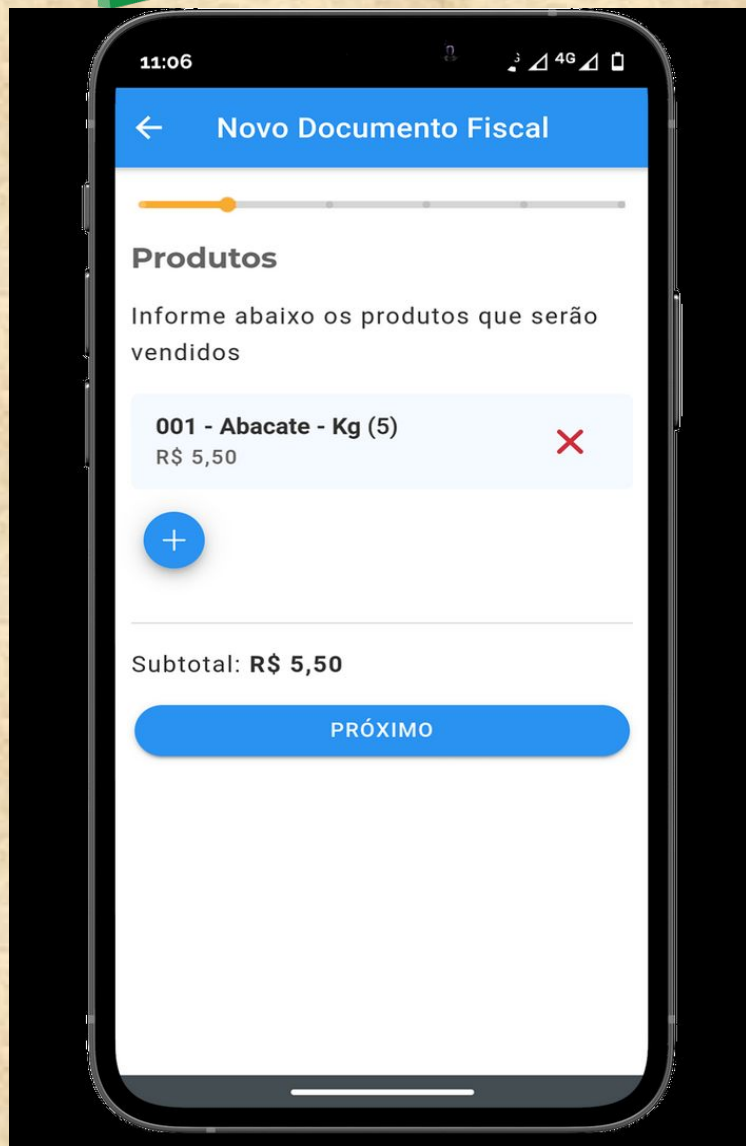 11:06
4G
Novo Documento Fiscal
Produtos
Informe abaixo os produtos que serão
vendidos
001 - Abacate - Kg (5)
R$ 5,50
Subtotal: R$ 5,50
PRÓXIMO